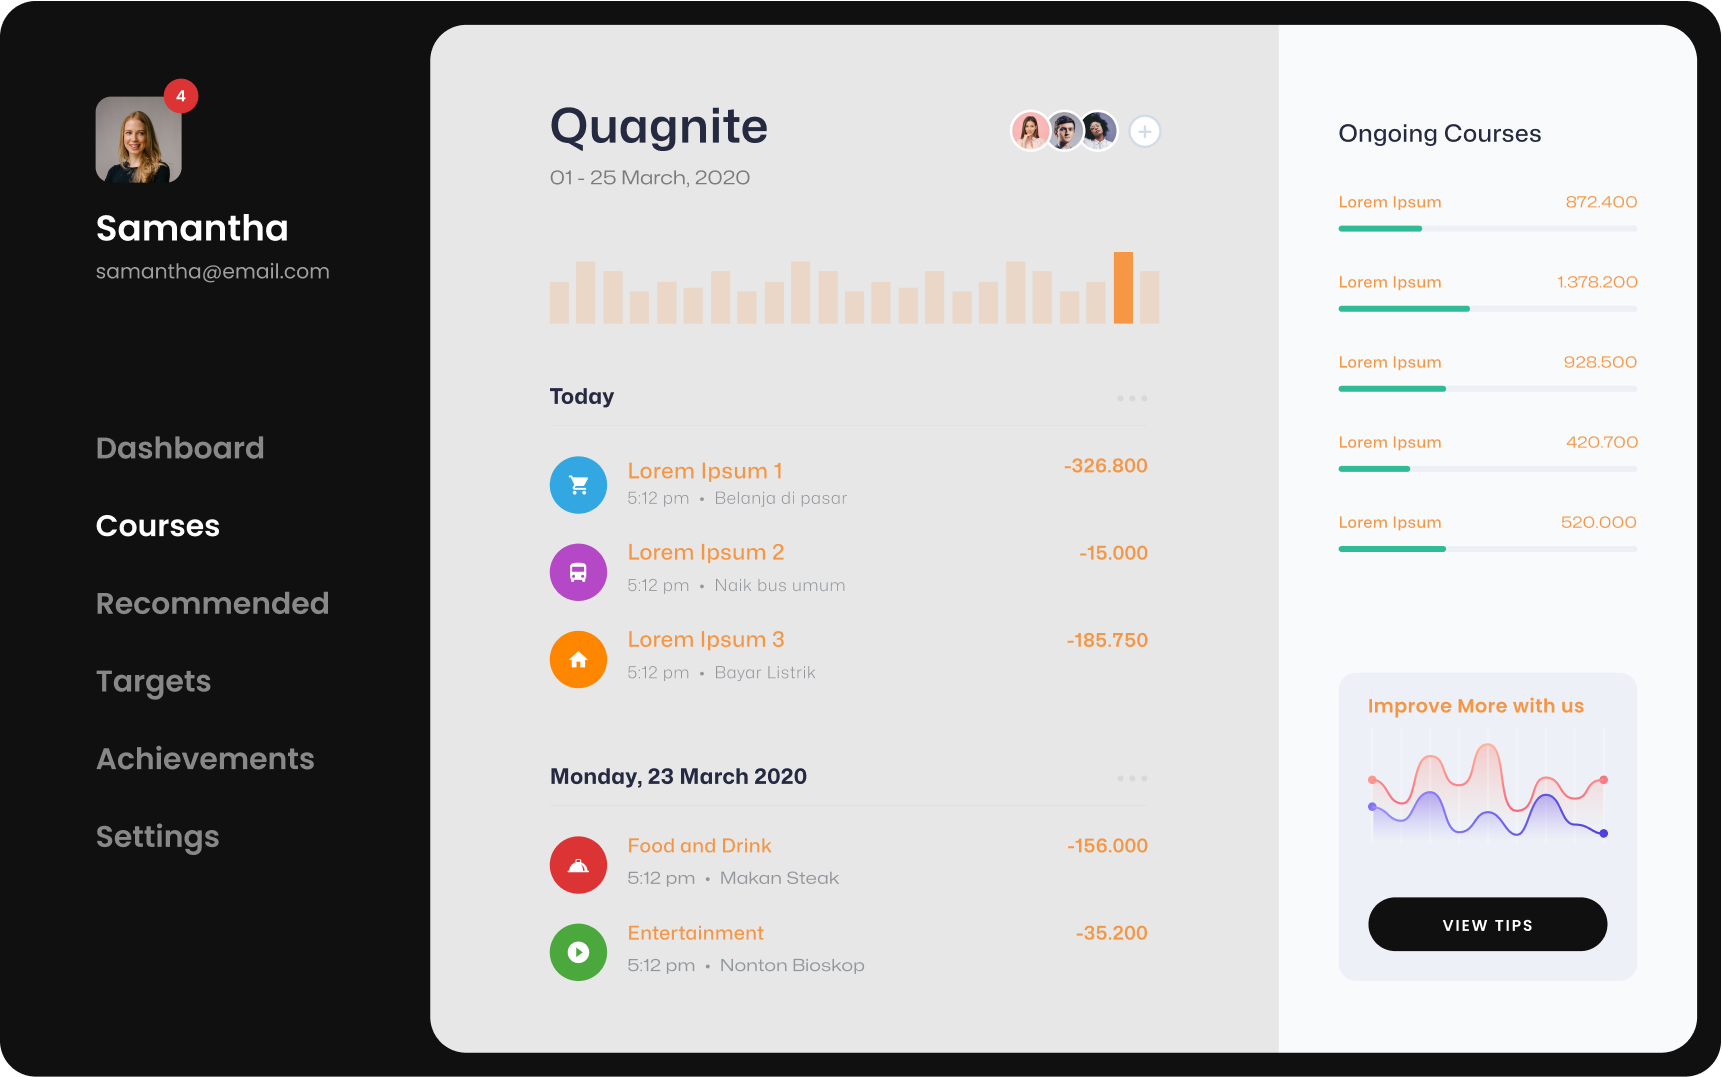 4
Samantha
samantha@email.com
Dashboard
Courses
Recommended
Targets
Achievements
Settings
Quagnite
01 - 25 March, 2020
Today
Lorem Ipsum 1
-326.800
5:12 pm • Belanja di pasar
Lorem Ipsum 2
-15.000
5:12 pm • Naik bus umum
Lorem Ipsum 3
-185.750
5:12 pm • Bayar Listrik
Monday, 23 March 2020
Food and Drink
-156.000
5:12 pm • Makan Steak
Entertainment
-35.200
5:12 pm • Nonton Bioskop
Ongoing Courses
Lorem Ipsum
872.400
Lorem Ipsum
1.378.200
Lorem Ipsum
928.500
Lorem Ipsum
420.700
Lorem Ipsum
520.000
Improve More with us
VIEW TIPS